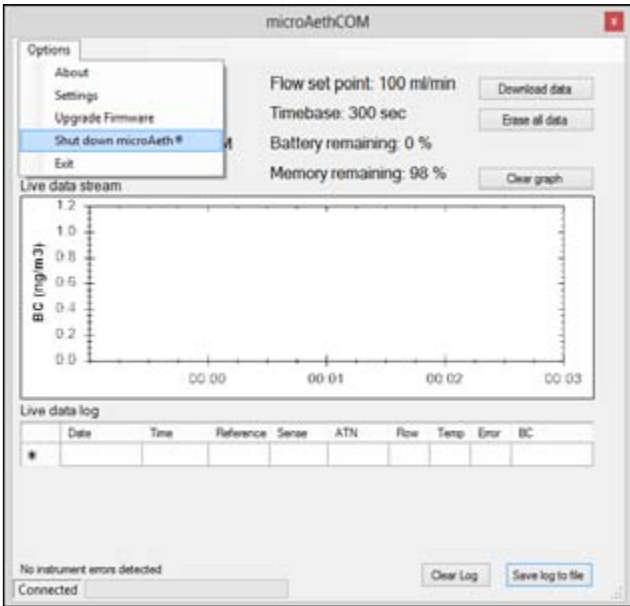 microAethCOM
x
Options
About
Settings
Upgrade Firmware
Shut down microAeth®
Exit
Flow set point: 100 ml/min
Timebase: 300 sec
Battery remaining: 0 %
Memory remaining: 98 %
Download data
Erase all data
Clear graph
Live data stream
BC (ng/m3)
1.2
1.0
0.8
0.6
0.4
0.2
0.0
00:00 00:01 00:02 00:03
Live data log
Date Time Reference Sense ATN Flow Temp Error BC
*
No instrument errors detected
Clear Log Save log to file
Connected